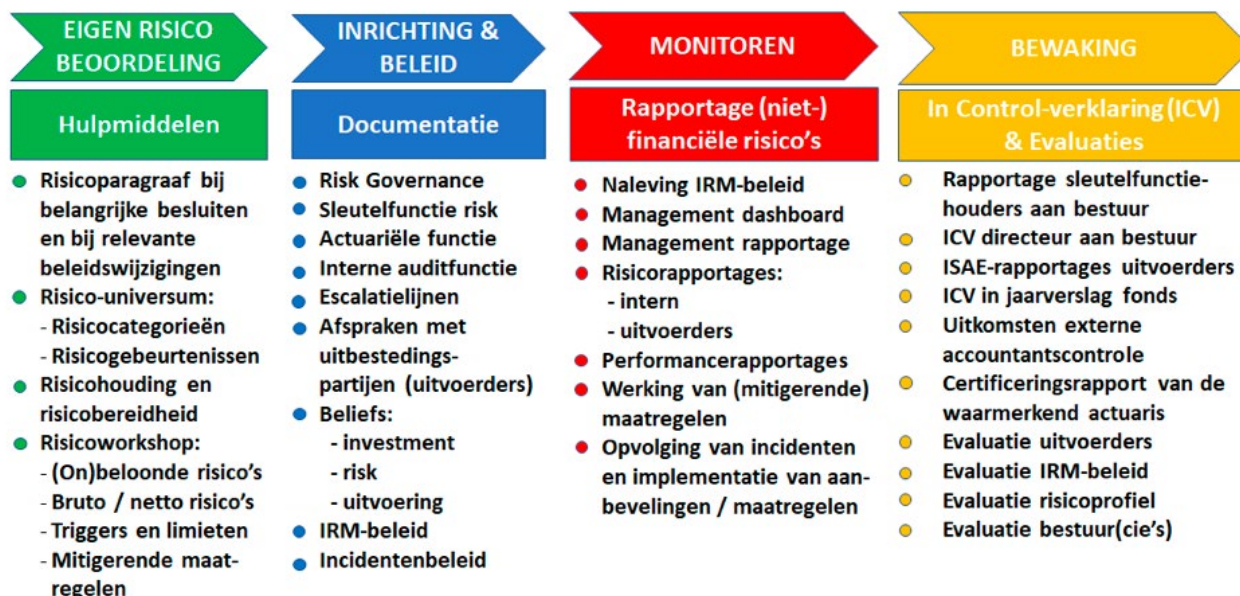 EIGEN RISICO
BEOORDELING
Hulpmiddelen
Risicoparagraaf bij
belangrijke besluiten
en bij relevante
beleidswijzigingen
Risico-universum:
- Risicocategorieën
- Risicogebeurtenissen
Risicohouding en
risicobereidheid
Risicoworkshop:
- (On)beloonde risico's
- Bruto / netto risico's
- Triggers en limieten
- Mitigerende maat-
regelen
INRICHTING &
BELEID
Documentatie
Risk Governance
Sleutelfunctie risk
Actuariële functie
Interne auditfunctie
Escalatielijnen
Afspraken met
uitbestedings-
partijen (uitvoerders)
Beliefs:
- investment
- risk
- uitvoering
IRM-beleid
Incidentenbeleid
MONITOREN
Rapportage (niet-)
financiële risico's
Naleving IRM-beleid
Management dashboard
Management rapportage
Risicorapportages:
- intern
- uitvoerders
Performancerapportages
Werking van (mitigerende)
maatregelen
Opvolging van incidenten
en implementatie van aan-
bevelingen / maatregelen
BEWAKING
In Control-verklaring (ICV)
& Evaluaties
Rapportage sleutelfunctie-
houders aan bestuur
ICV directeur aan bestuur
ISAE-rapportages uitvoerders
ICV in jaarverslag fonds
Uitkomsten externe
accountantscontrole
Certificeringsrapport van de
waarmerkend actuaris
Evaluatie uitvoerders
Evaluatie IRM-beleid
Evaluatie risicoprofiel
Evaluatie bestuur(cie's)